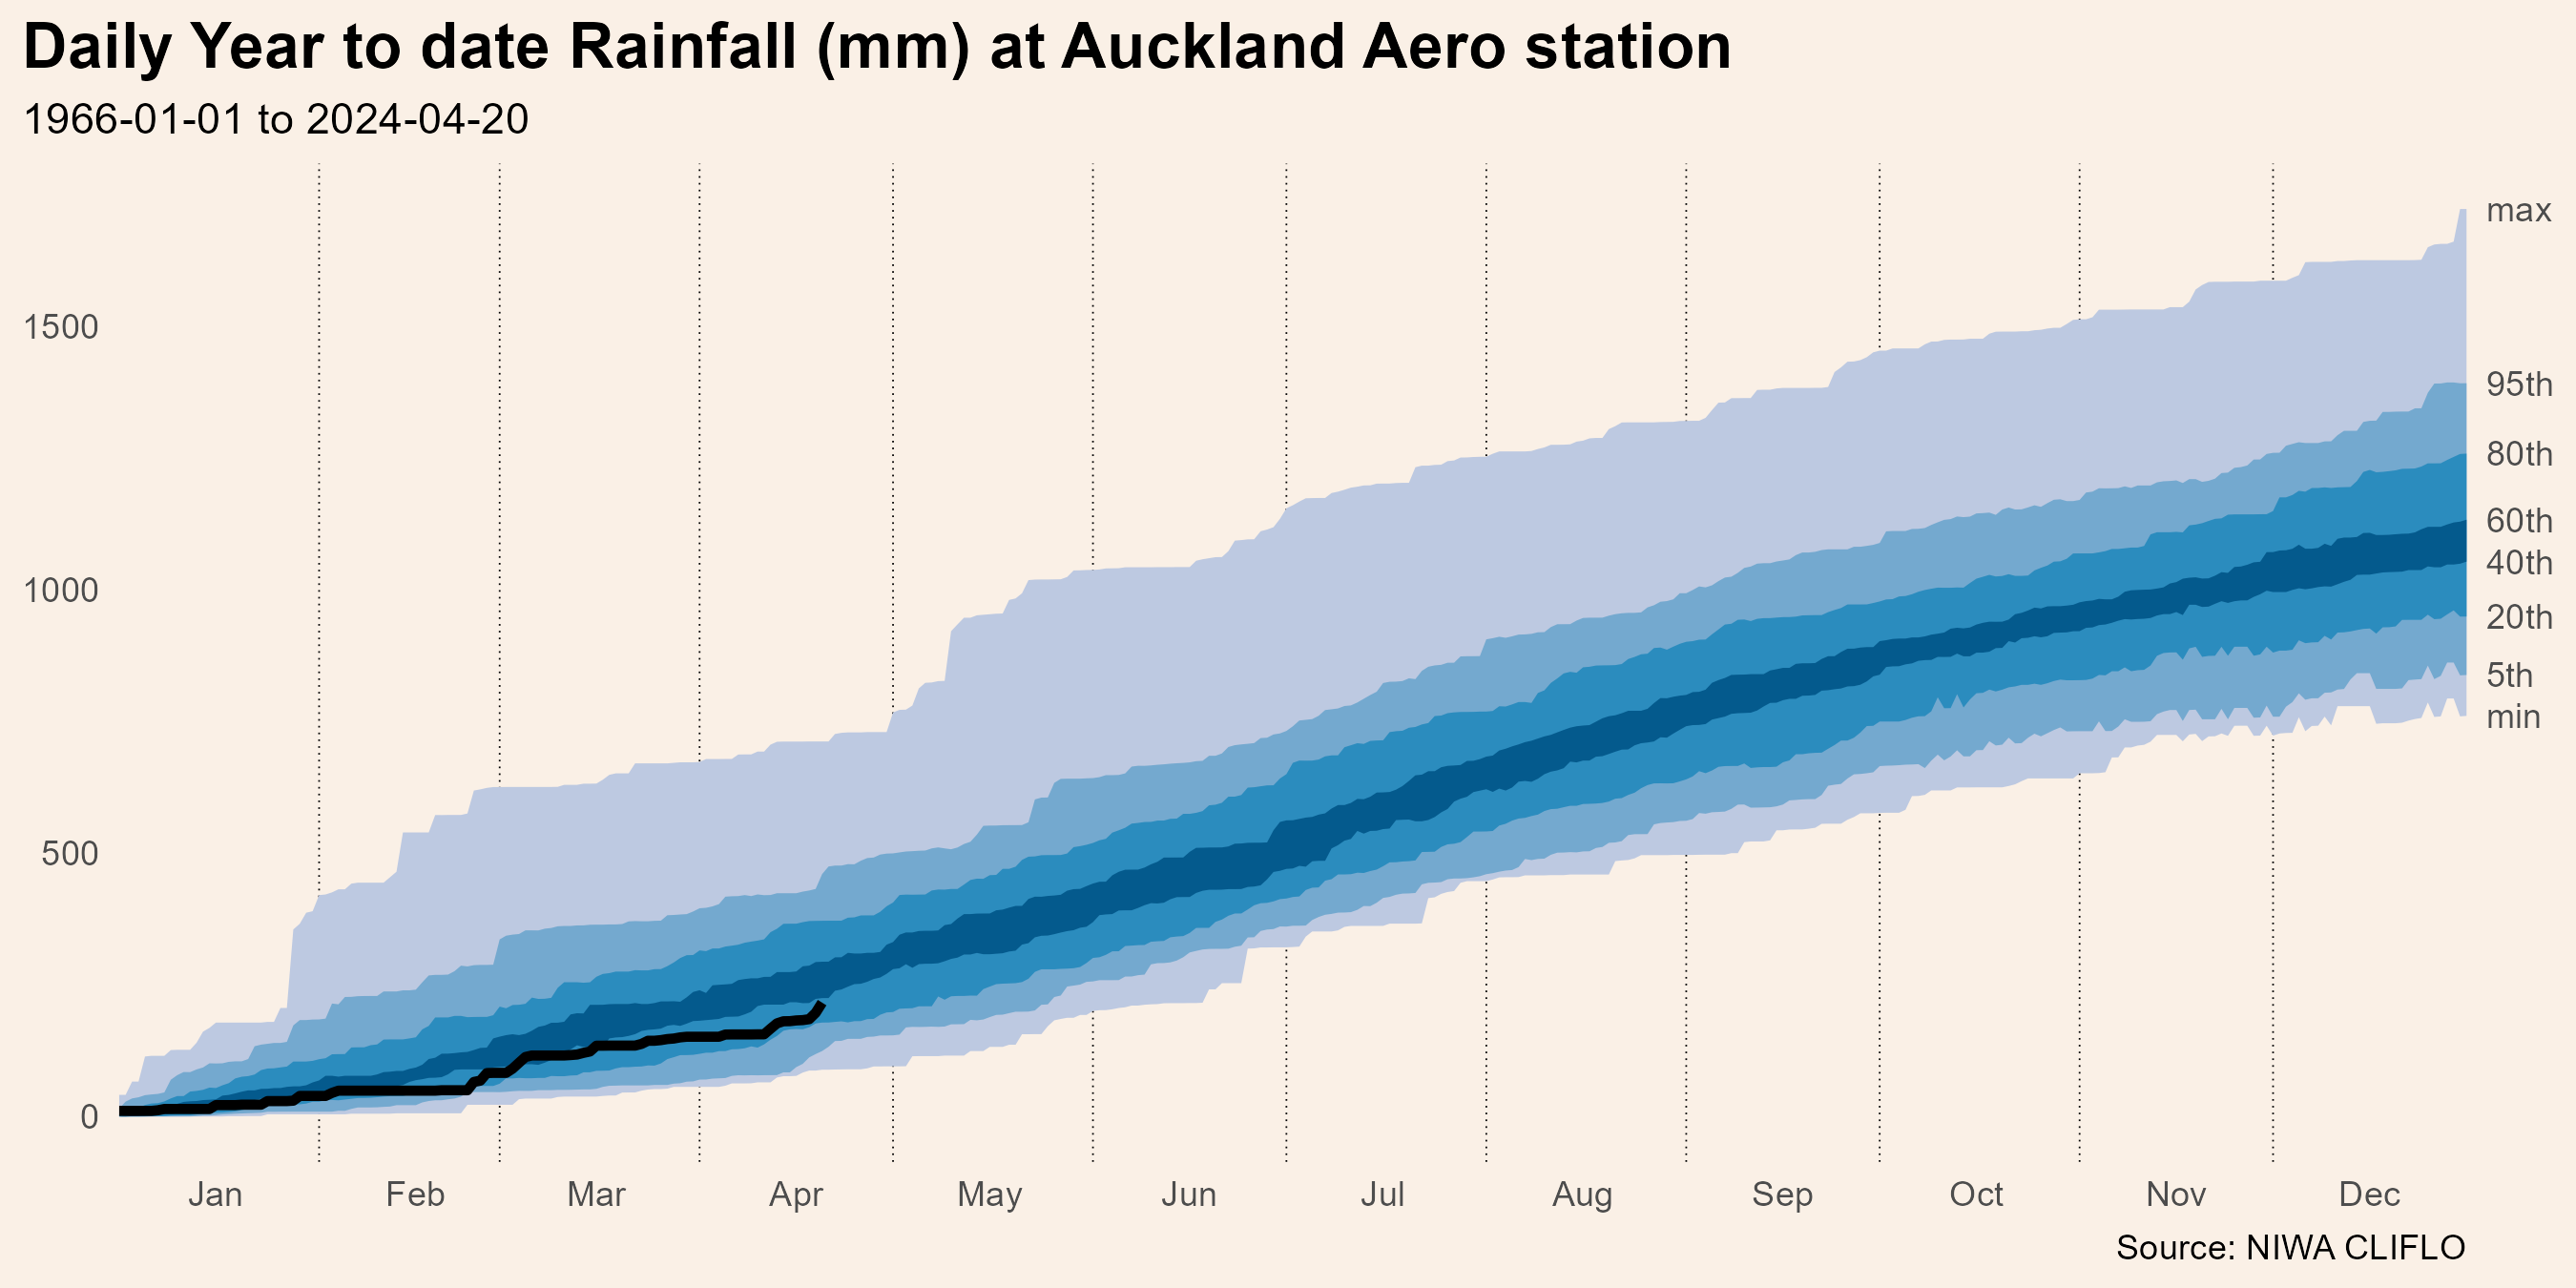 Daily Year to date Rainfall (mm) at Auckland Aero station
1966-01-01 to 2024-04-20
max
1500
95th
80th
60th
1000
40th
20th
5th
min
500
0
Jan Feb Mar Apr May Jun Jul Aug Sep Oct Nov Dec
Source: NIWA CLIFLO